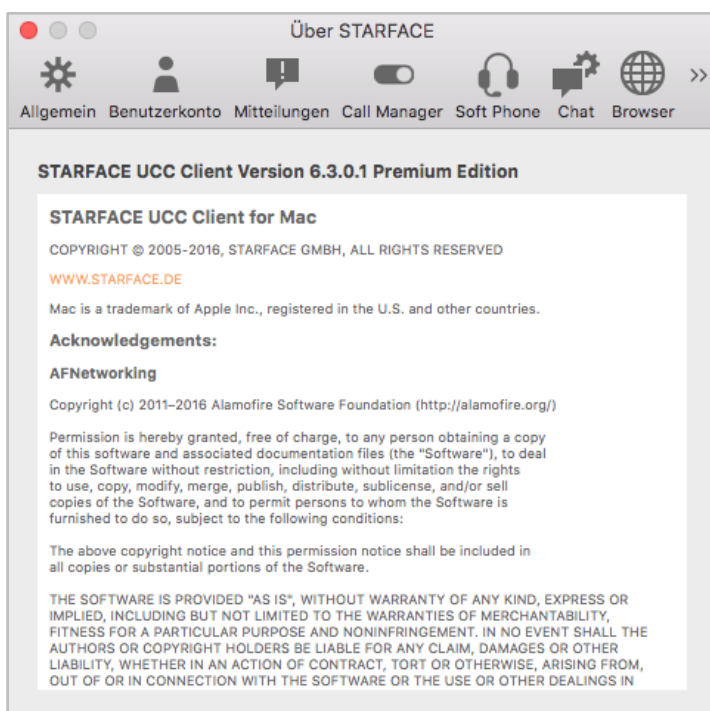 Über STARFACE
Allgemein Benutzerkonto Mitteilungen Call Manager Soft Phone Chat Browser >>
STARFACE UCC Client Version 6.3.0.1 Premium Edition
STARFACE UCC Client for Mac
COPYRIGHT © 2005-2016, STARFACE GMBH, ALL RIGHTS RESERVED
WWW.STARFACE.DE
Mac is a trademark of Apple Inc., registered in the U.S. and other countries.
Acknowledgements:
AFNetworking
Copyright (c) 2011–2016 Alamofire Software Foundation (http://alamofire.org/)
Permission is hereby granted, free of charge, to any person obtaining a copy
of this software and associated documentation files (the "Software"), to deal
in the Software without restriction, including without limitation the rights
to use, copy, modify, merge, publish, distribute, sublicense, and/or sell
copies of the Software, and to permit persons to whom the Software is
furnished to do so, subject to the following conditions:
The above copyright notice and this permission notice shall be included in
all copies or substantial portions of the Software.
THE SOFTWARE IS PROVIDED "AS IS", WITHOUT WARRANTY OF ANY KIND, EXPRESS OR
IMPLIED, INCLUDING BUT NOT LIMITED TO THE WARRANTIES OF MERCHANTABILITY,
FITNESS FOR A PARTICULAR PURPOSE AND NONINFRINGEMENT. IN NO EVENT SHALL THE
AUTHORS OR COPYRIGHT HOLDERS BE LIABLE FOR ANY CLAIM, DAMAGES OR OTHER
LIABILITY, WHETHER IN AN ACTION OF CONTRACT, TORT OR OTHERWISE, ARISING FROM,
OUT OF OR IN CONNECTION WITH THE SOFTWARE OR THE USE OR OTHER DEALINGS IN